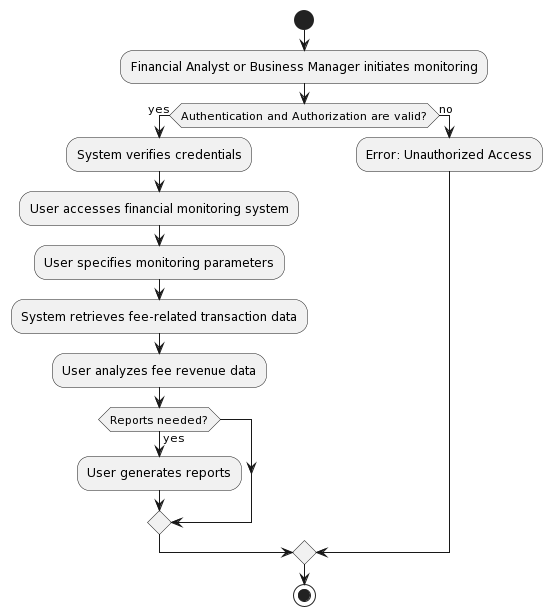 Financial Analyst or Business Manager initiates monitoring
yes
Authentication and Authorization are valid?
no
System verifies credentials
Error: Unauthorized Access
User accesses financial monitoring system
User specifies monitoring parameters
System retrieves fee-related transaction data
User analyzes fee revenue data
Reports needed?
yes
User generates reports